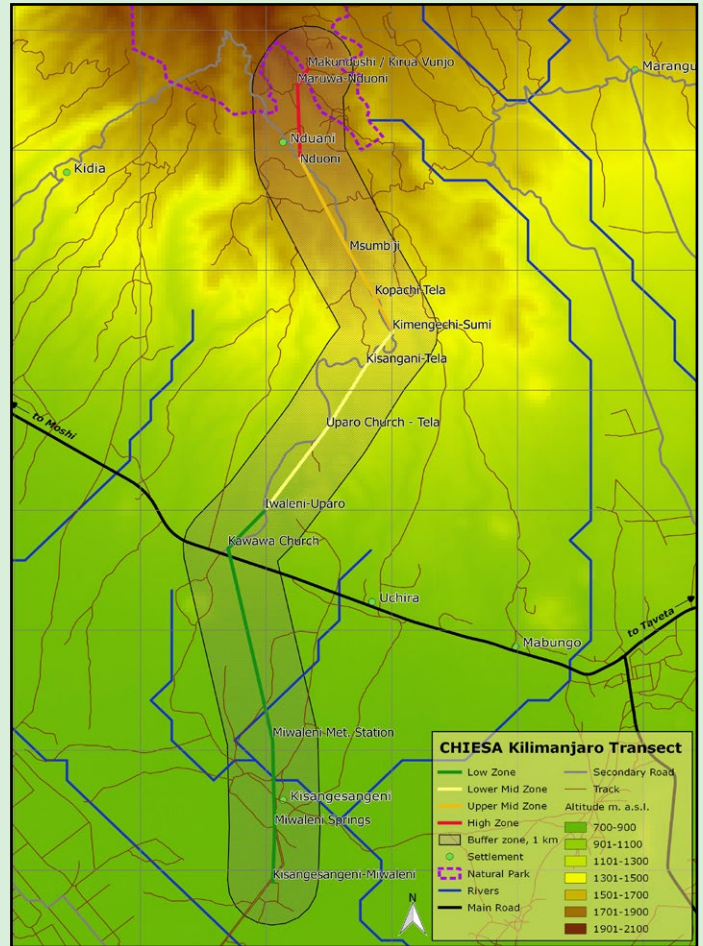 Makundushi / Kirua Vunjo
Marangu
Maruwa-Nduoni
Nduani
Nduoni
Kidia
Msumbiji
Kopachi-Tela
Kimengechi-Sumi
Kisangani-Tela
to Moshi
Uparo Church - Tela
Iwaleni-Uparo
Kawawa Church
Uchira
to Taveta
Mabungo
Miwaleni Met. Station
Kisangesangeni
Miwaleni Springs
Kisangesangeni-Miwaleni
CHIESA Kilimanjaro Transect
Low Zone
Lower Mid Zone
Upper Mid Zone
High Zone
Buffer zone, 1 km
Settlement
Natural Park
Rivers
Main Road
Secondary Road
Track
Altitude m. a.s.l.
700-900
901-1100
1101-1300
1301-1500
1501-1700
1701-1900
1901-2100
N